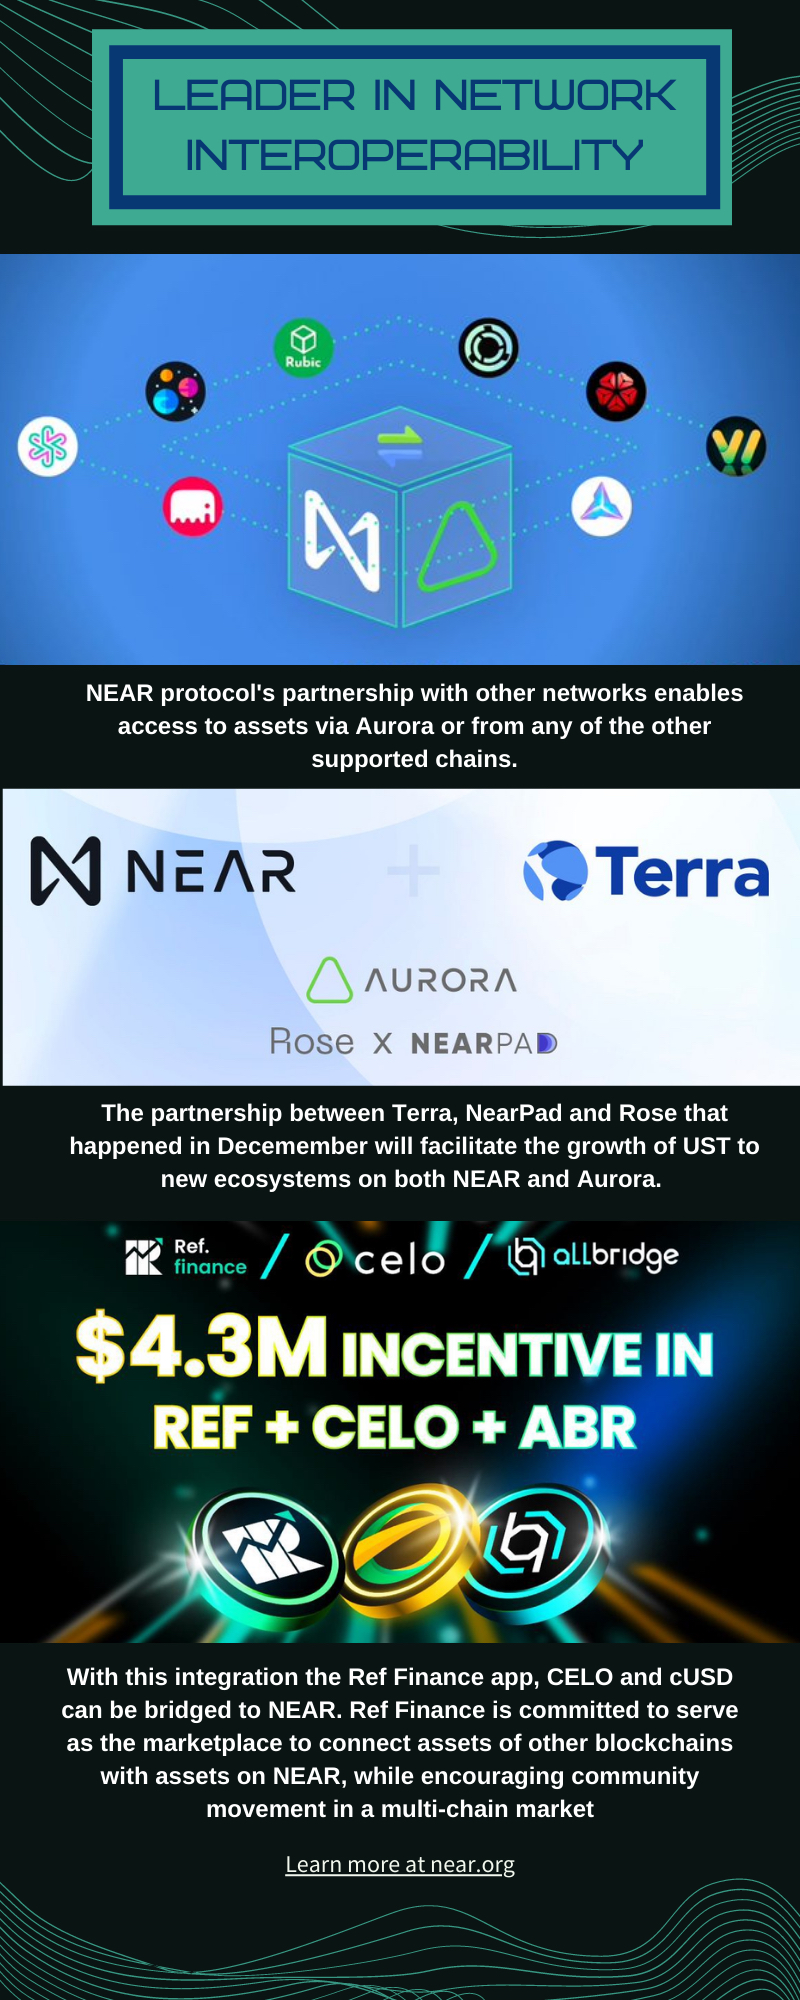 LEADER IN NETWORK
INTEROPERABILITY
Rubic
NEAR protocol's partnership with other networks enables
access to assets via Aurora or from any of the other
supported chains.
NEAR + Terra
AURORA
Rose X NEARPAD
The partnership between Terra, NearPad and Rose that
happened in Decemember will facilitate the growth of UST to
new ecosystems on both NEAR and Aurora.
Ref.
finance / celo / allbridge
$4.3M INCENTIVE IN
REF + CELO + ABR
With this integration the Ref Finance app, CELO and cUSD
can be bridged to NEAR. Ref Finance is committed to serve
as the marketplace to connect assets of other blockchains
with assets on NEAR, while encouraging community
movement in a multi-chain market
Learn more at near.org